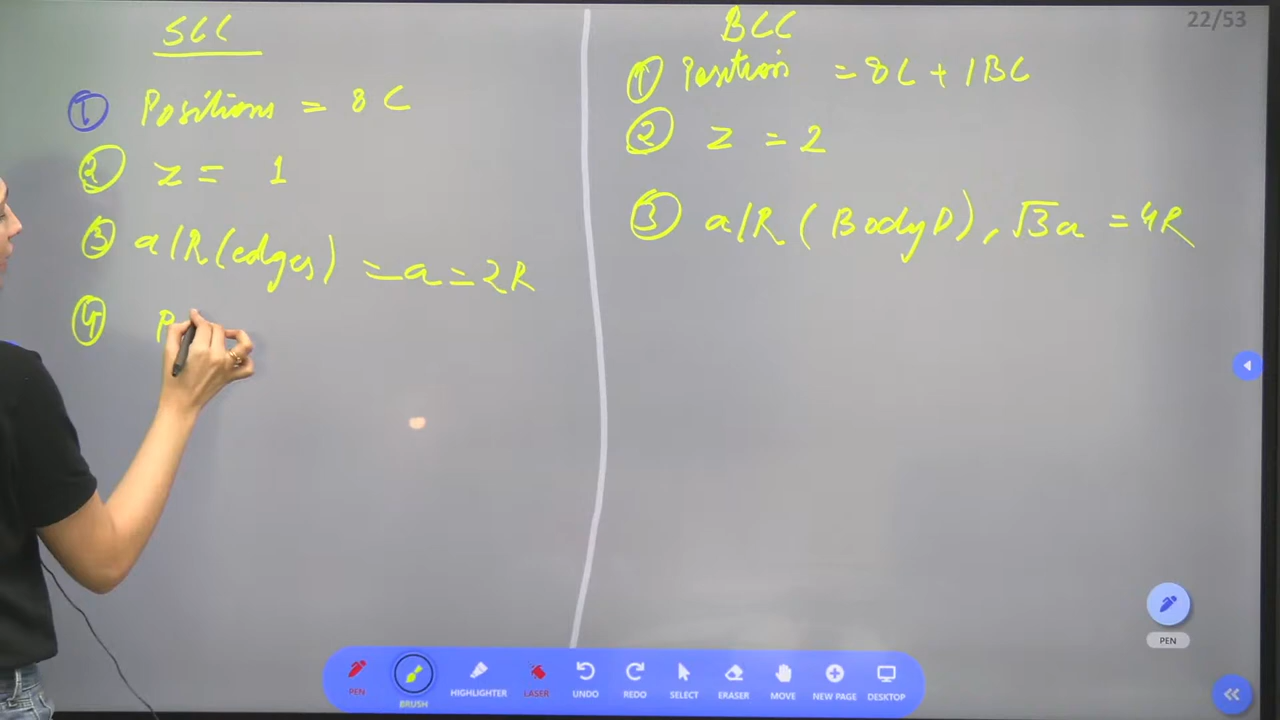 SCC
① Positions = 8 C
② z = 1
③ a/R (edges) = a = 2R
④ P
BCC
① Position = 8C + 1BC
② z = 2
③ a/R (Body D), √3a = 4R
22/53
PEN
PEN
BRUSH
HIGHLIGHTER
LASER
UNDO
REDO
SELECT
ERASER
MOVE
NEW PAGE
DESKTOP